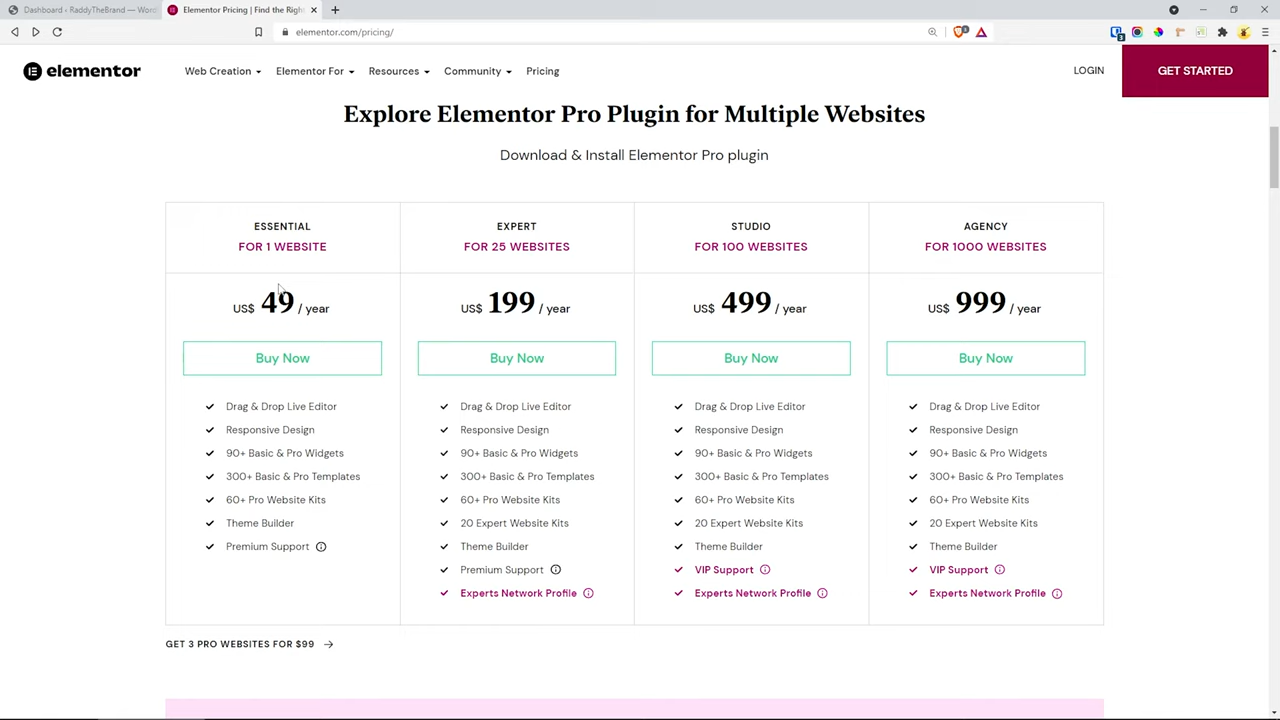 Dashboard ‹ RaddyTheBrand — Word
Elementor Pricing | Find the Right
elementor.com/pricing/
elementor
Web Creation
Elementor For
Resources
Community
Pricing
LOGIN
GET STARTED
Explore Elementor Pro Plugin for Multiple Websites
Download & Install Elementor Pro plugin
ESSENTIAL
FOR 1 WEBSITE
US$ 49 / year
Buy Now
Drag & Drop Live Editor
Responsive Design
90+ Basic & Pro Widgets
300+ Basic & Pro Templates
60+ Pro Website Kits
Theme Builder
Premium Support
EXPERT
FOR 25 WEBSITES
US$ 199 / year
Buy Now
Drag & Drop Live Editor
Responsive Design
90+ Basic & Pro Widgets
300+ Basic & Pro Templates
60+ Pro Website Kits
20 Expert Website Kits
Theme Builder
Premium Support
Experts Network Profile
STUDIO
FOR 100 WEBSITES
US$ 499 / year
Buy Now
Drag & Drop Live Editor
Responsive Design
90+ Basic & Pro Widgets
300+ Basic & Pro Templates
60+ Pro Website Kits
20 Expert Website Kits
Theme Builder
VIP Support
Experts Network Profile
AGENCY
FOR 1000 WEBSITES
US$ 999 / year
Buy Now
Drag & Drop Live Editor
Responsive Design
90+ Basic & Pro Widgets
300+ Basic & Pro Templates
60+ Pro Website Kits
20 Expert Website Kits
Theme Builder
VIP Support
Experts Network Profile
GET 3 PRO WEBSITES FOR $99